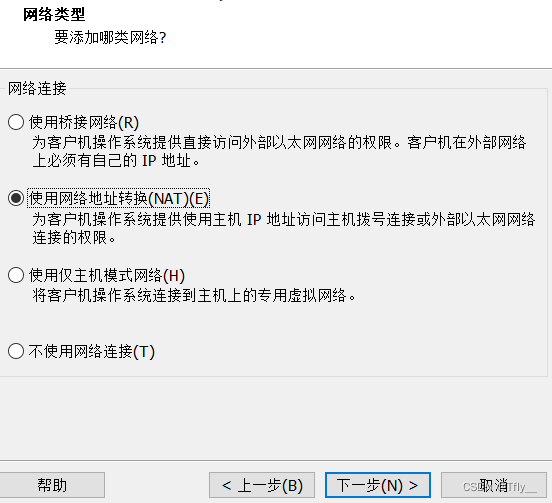 网络类型
要添加哪类网络?
网络连接
使用桥接网络(R)
为客户机操作系统提供直接访问外部以太网网络的权限。客户机在外部网络
上必须有自己的 IP 地址。
使用网络地址转换(NAT)(E)
为客户机操作系统提供使用主机 IP 地址访问主机拨号连接或外部以太网网络
连接的权限。
使用仅主机模式网络(H)
将客户机操作系统连接到主机上的专用虚拟网络。
不使用网络连接(T)
帮助
< 上一步(B)
下一步(N) >
取消